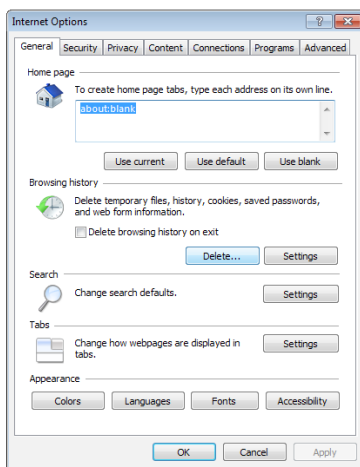 Internet Options
General Security Privacy Content Connections Programs Advanced
Home page
To create home page tabs, type each address on its own line.
about:blank
Use current Use default Use blank
Browsing history
Delete temporary files, history, cookies, saved passwords,
and web form information.
Delete browsing history on exit
Delete... Settings
Search
Change search defaults. Settings
Tabs
Change how webpages are displayed in
tabs.
Settings
Appearance
Colors Languages Fonts Accessibility
OK Cancel Apply